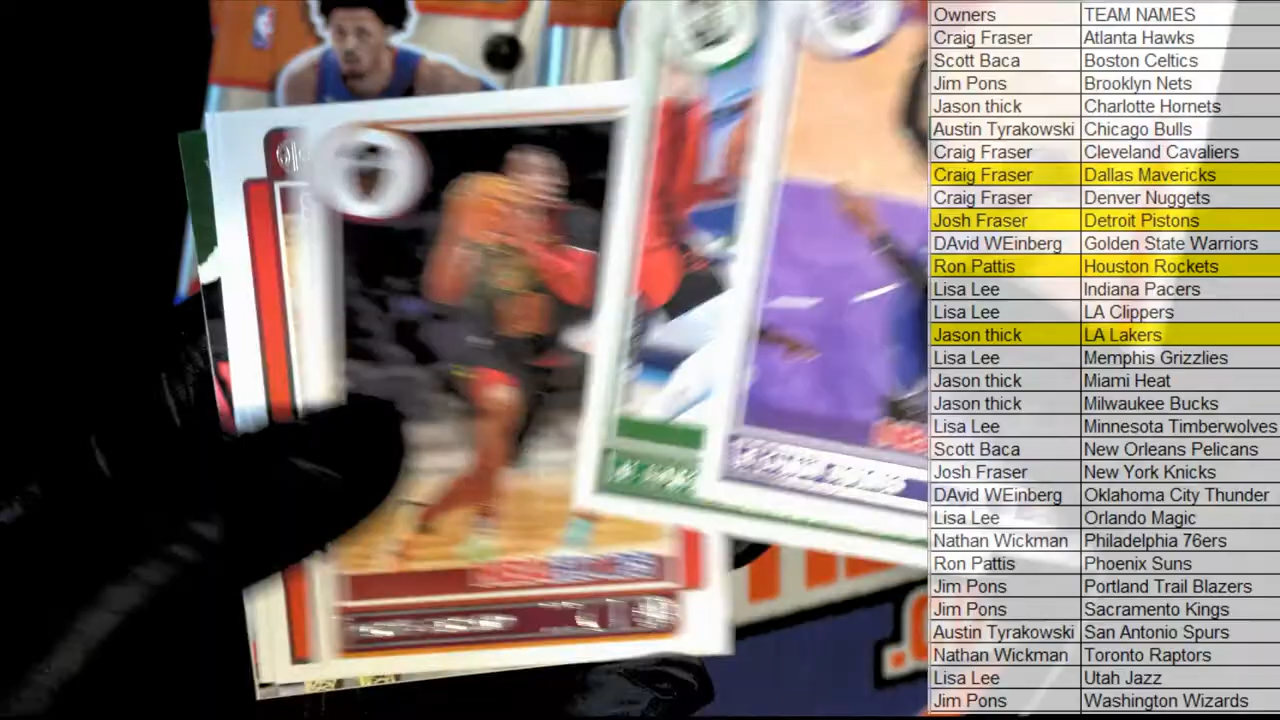 Owners TEAM NAMES
Craig Fraser Atlanta Hawks
Scott Baca Boston Celtics
Jim Pons Brooklyn Nets
Jason thick Charlotte Hornets
Austin Tyrakowski Chicago Bulls
Craig Fraser Cleveland Cavaliers
Craig Fraser Dallas Mavericks
Craig Fraser Denver Nuggets
Josh Fraser Detroit Pistons
DAvid WEinberg Golden State Warriors
Ron Pattis Houston Rockets
Lisa Lee Indiana Pacers
Lisa Lee LA Clippers
Jason thick LA Lakers
Lisa Lee Memphis Grizzlies
Jason thick Miami Heat
Jason thick Milwaukee Bucks
Lisa Lee Minnesota Timberwolves
Scott Baca New Orleans Pelicans
Josh Fraser New York Knicks
DAvid WEinberg Oklahoma City Thunder
Lisa Lee Orlando Magic
Nathan Wickman Philadelphia 76ers
Ron Pattis Phoenix Suns
Jim Pons Portland Trail Blazers
Jim Pons Sacramento Kings
Austin Tyrakowski San Antonio Spurs
Nathan Wickman Toronto Raptors
Lisa Lee Utah Jazz
Jim Pons Washington Wizards